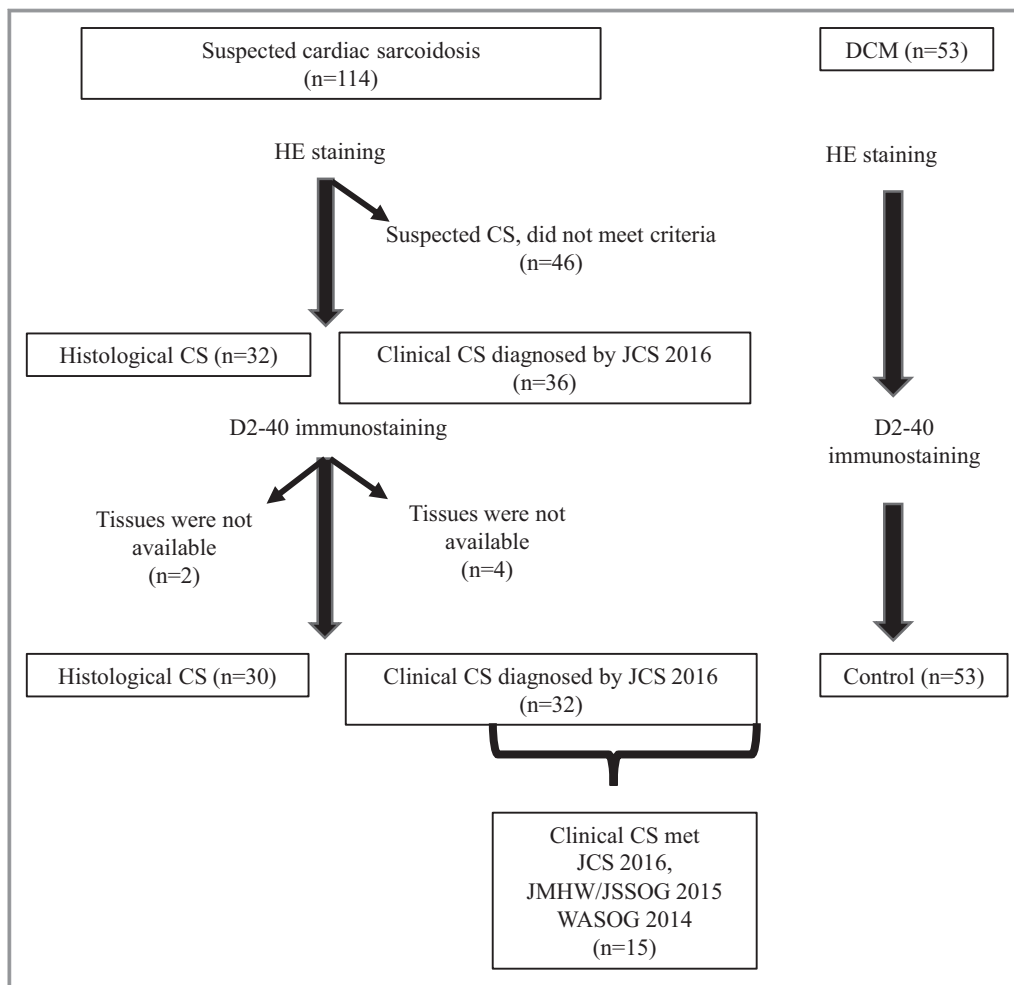 Suspected cardiac sarcoidosis
(n=114)
DCM (n=53)
HE staining
HE staining
Suspected CS, did not meet criteria
(n=46)
Histological CS (n=32)
Clinical CS diagnosed by JCS 2016
(n=36)
D2-40 immunostaining
D2-40
immunostaining
Tissues were not
available
(n=2)
Tissues were not
available
(n=4)
Histological CS (n=30)
Clinical CS diagnosed by JCS 2016
(n=32)
Control (n=53)
Clinical CS met
JCS 2016,
JMHW/JSSOG 2015
WASOG 2014
(n=15)